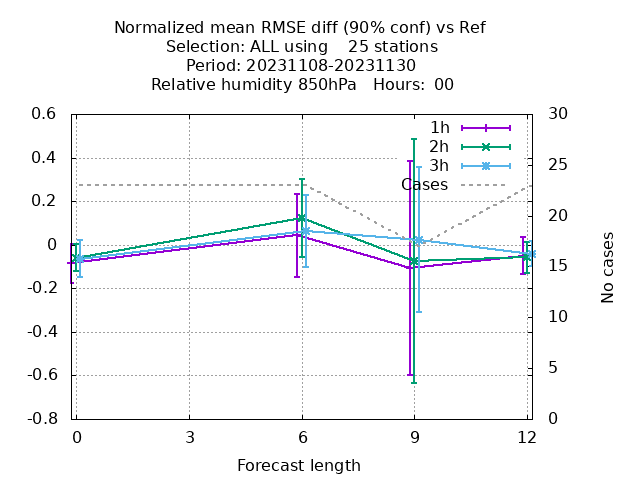 Normalized mean RMSE diff (90% conf) vs Ref
Selection: ALL using    25 stations
Period: 20231108-20231130
Relative humidity 850hPa   Hours:  00
0.6
0.4
0.2
0
-0.2
-0.4
-0.6
-0.8
30
25
20
15
10
5
0
1h
2h
3h
Cases
No cases
0
3
6
9
12
Forecast length